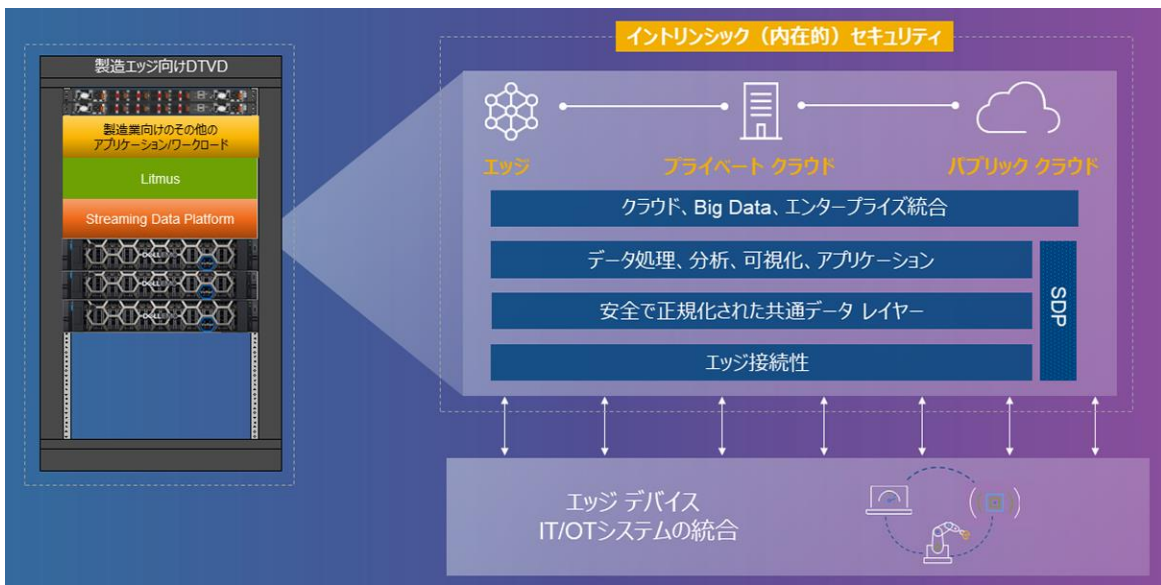 製造エッジ向けDTVD
製造業向けのその他の
アプリケーション/ワークロード
Litmus
Streaming Data Platform
DELLEMC
DELLEMC
DELLEMC
イントリンシック（内在的）セキュリティ
エッジ
プライベート クラウド
パブリック クラウド
クラウド、Big Data、エンタープライズ統合
データ処理、分析、可視化、アプリケーション
安全で正規化された共通データ レイヤー
エッジ接続性
SDP
エッジ デバイス
IT/OTシステムの統合